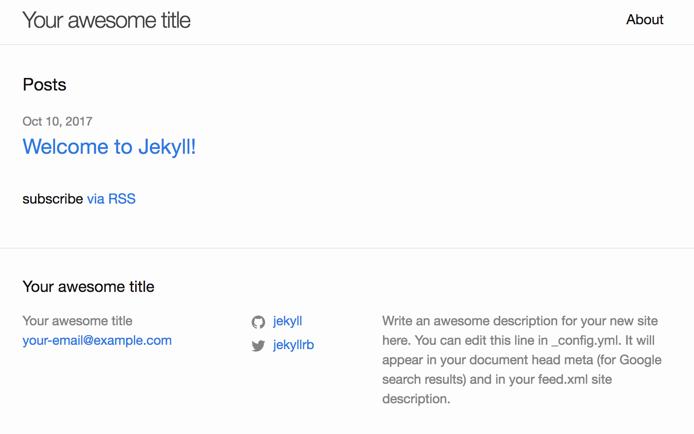 Your awesome title
About
Posts
Oct 10, 2017
Welcome to Jekyll!
subscribe via RSS
Your awesome title
Your awesome title
your-email@example.com
jekyll
jekyllrb
Write an awesome description for your new site
here. You can edit this line in _config.yml. It will
appear in your document head meta (for Google
search results) and in your feed.xml site
description.